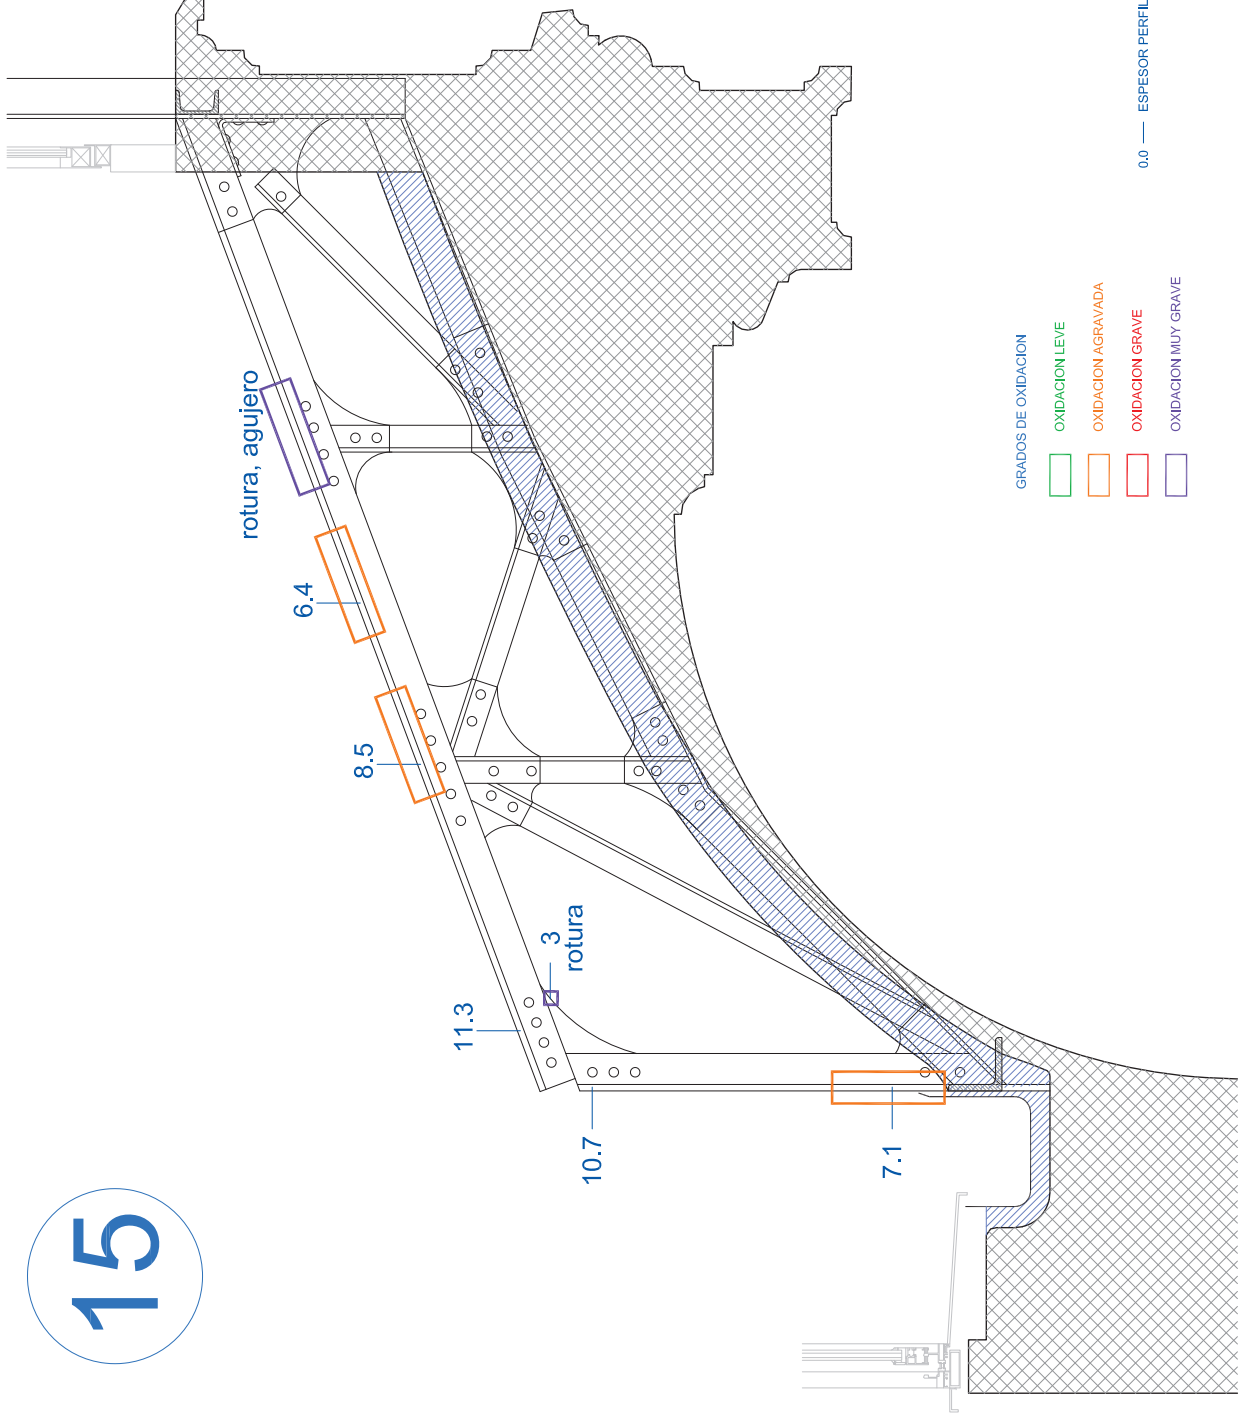 15
rotura, agujero
6.4
8.5
11.3
3
rotura
10.7
7.1
GRADOS DE OXIDACION
OXIDACION LEVE
OXIDACION AGRAVADA
OXIDACION GRAVE
OXIDACION MUY GRAVE
0.0 — ESPESOR PERFIL